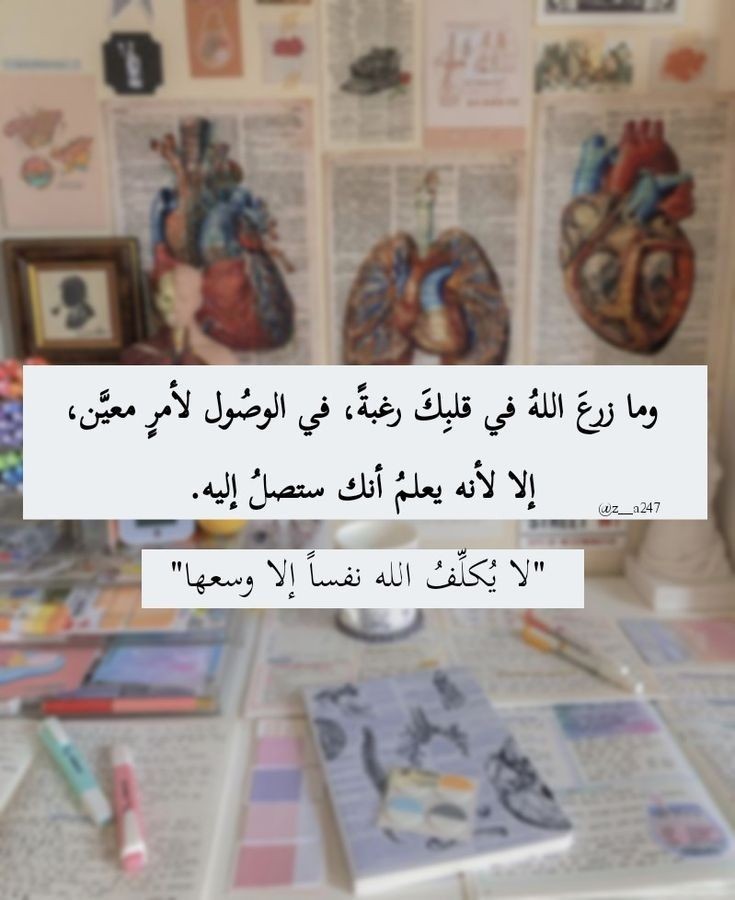 وما زرعَ اللهُ في قلبِكَ رغبةً، في الوصُول لأمرٍ معيَّن،
إلا لأنه يعلمُ أنك ستصلُ إليه.
@z__a247
"لا يُكلِّفُ الله نفساً إلا وسعها"